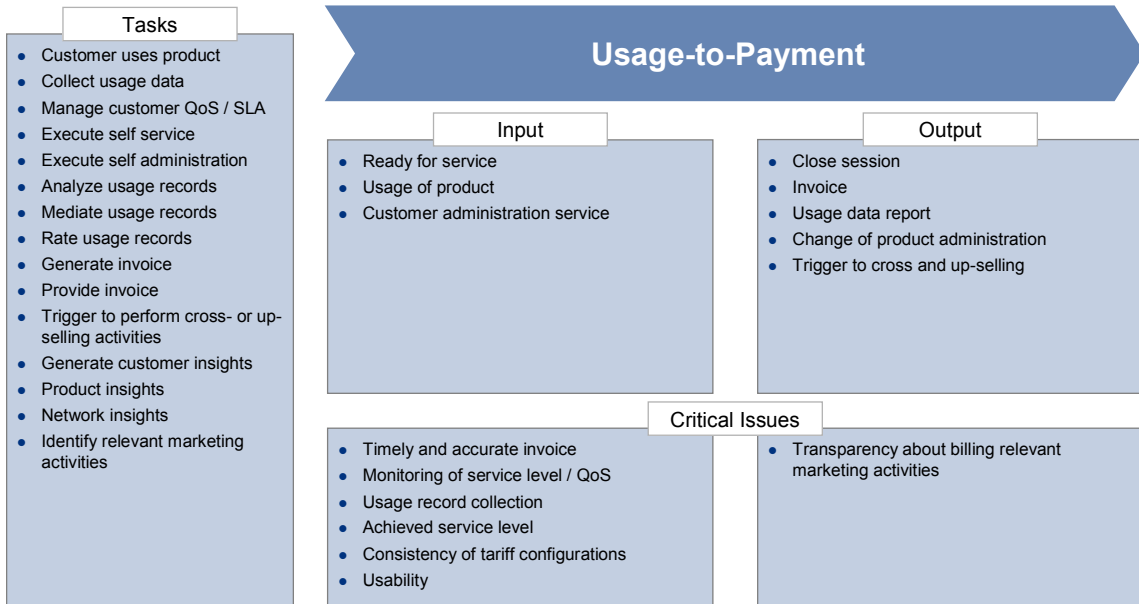 Tasks
• Customer uses product
• Collect usage data
• Manage customer QoS / SLA
• Execute self service
• Execute self administration
• Analyze usage records
• Mediate usage records
• Rate usage records
• Generate invoice
• Provide invoice
• Trigger to perform cross- or up-
selling activities
• Generate customer insights
• Product insights
• Network insights
• Identify relevant marketing
activities
Usage-to-Payment
Input
• Ready for service
• Usage of product
• Customer administration service
Output
• Close session
• Invoice
• Usage data report
• Change of product administration
• Trigger to cross and up-selling
Critical Issues
• Timely and accurate invoice
• Monitoring of service level / QoS
• Usage record collection
• Achieved service level
• Consistency of tariff configurations
• Usability
• Transparency about billing relevant
marketing activities